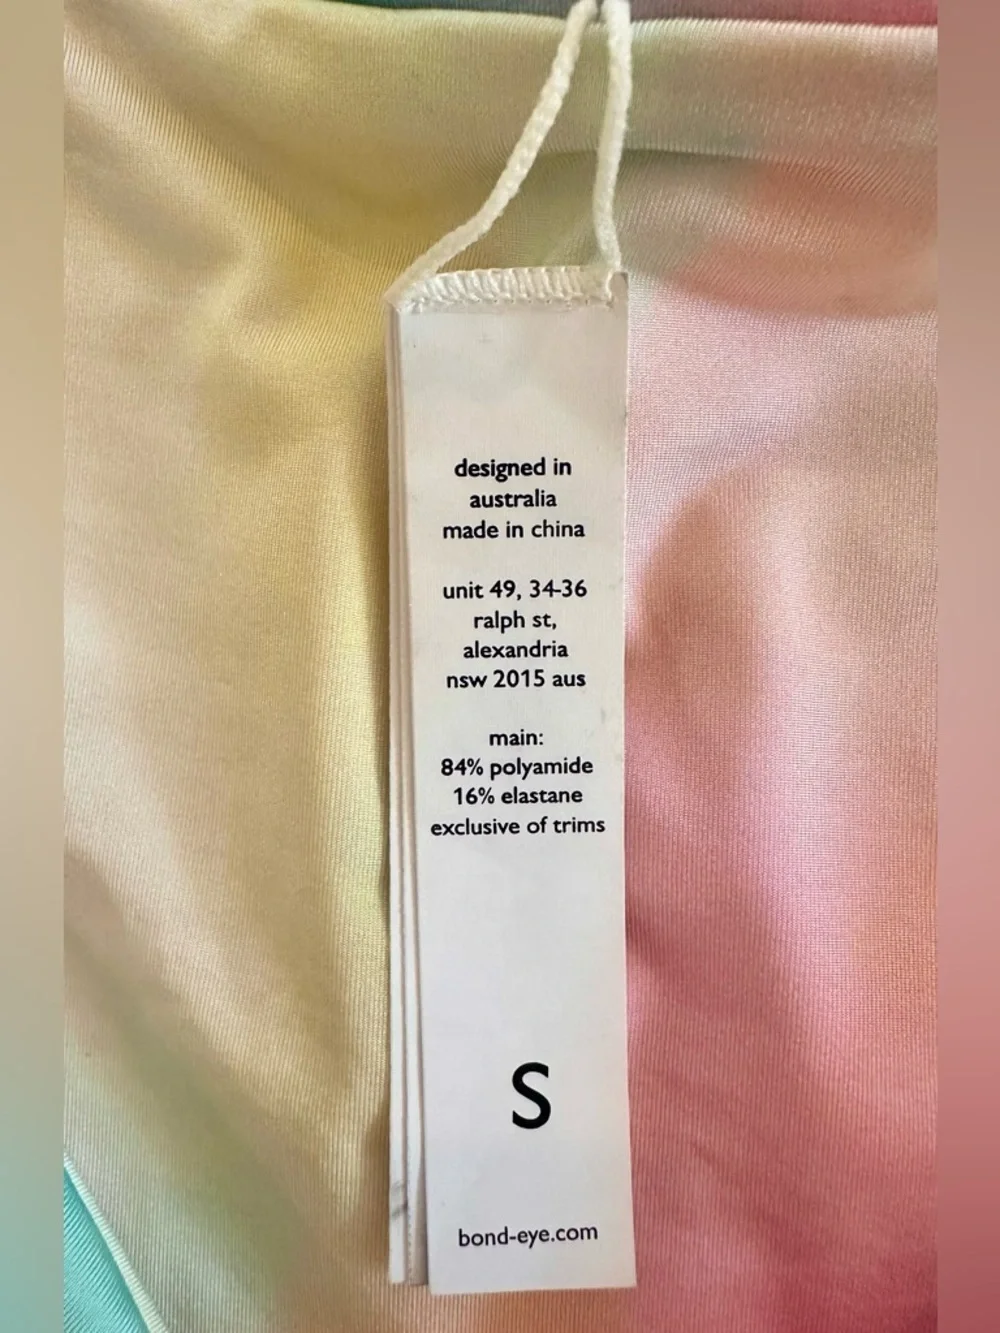 designed in
australia
made in china
unit 49, 34-36
ralph st,
alexandria
nsw 2015 aus
main:
84% polyamide
16% elastane
exclusive of trims
S
bond-eye.com